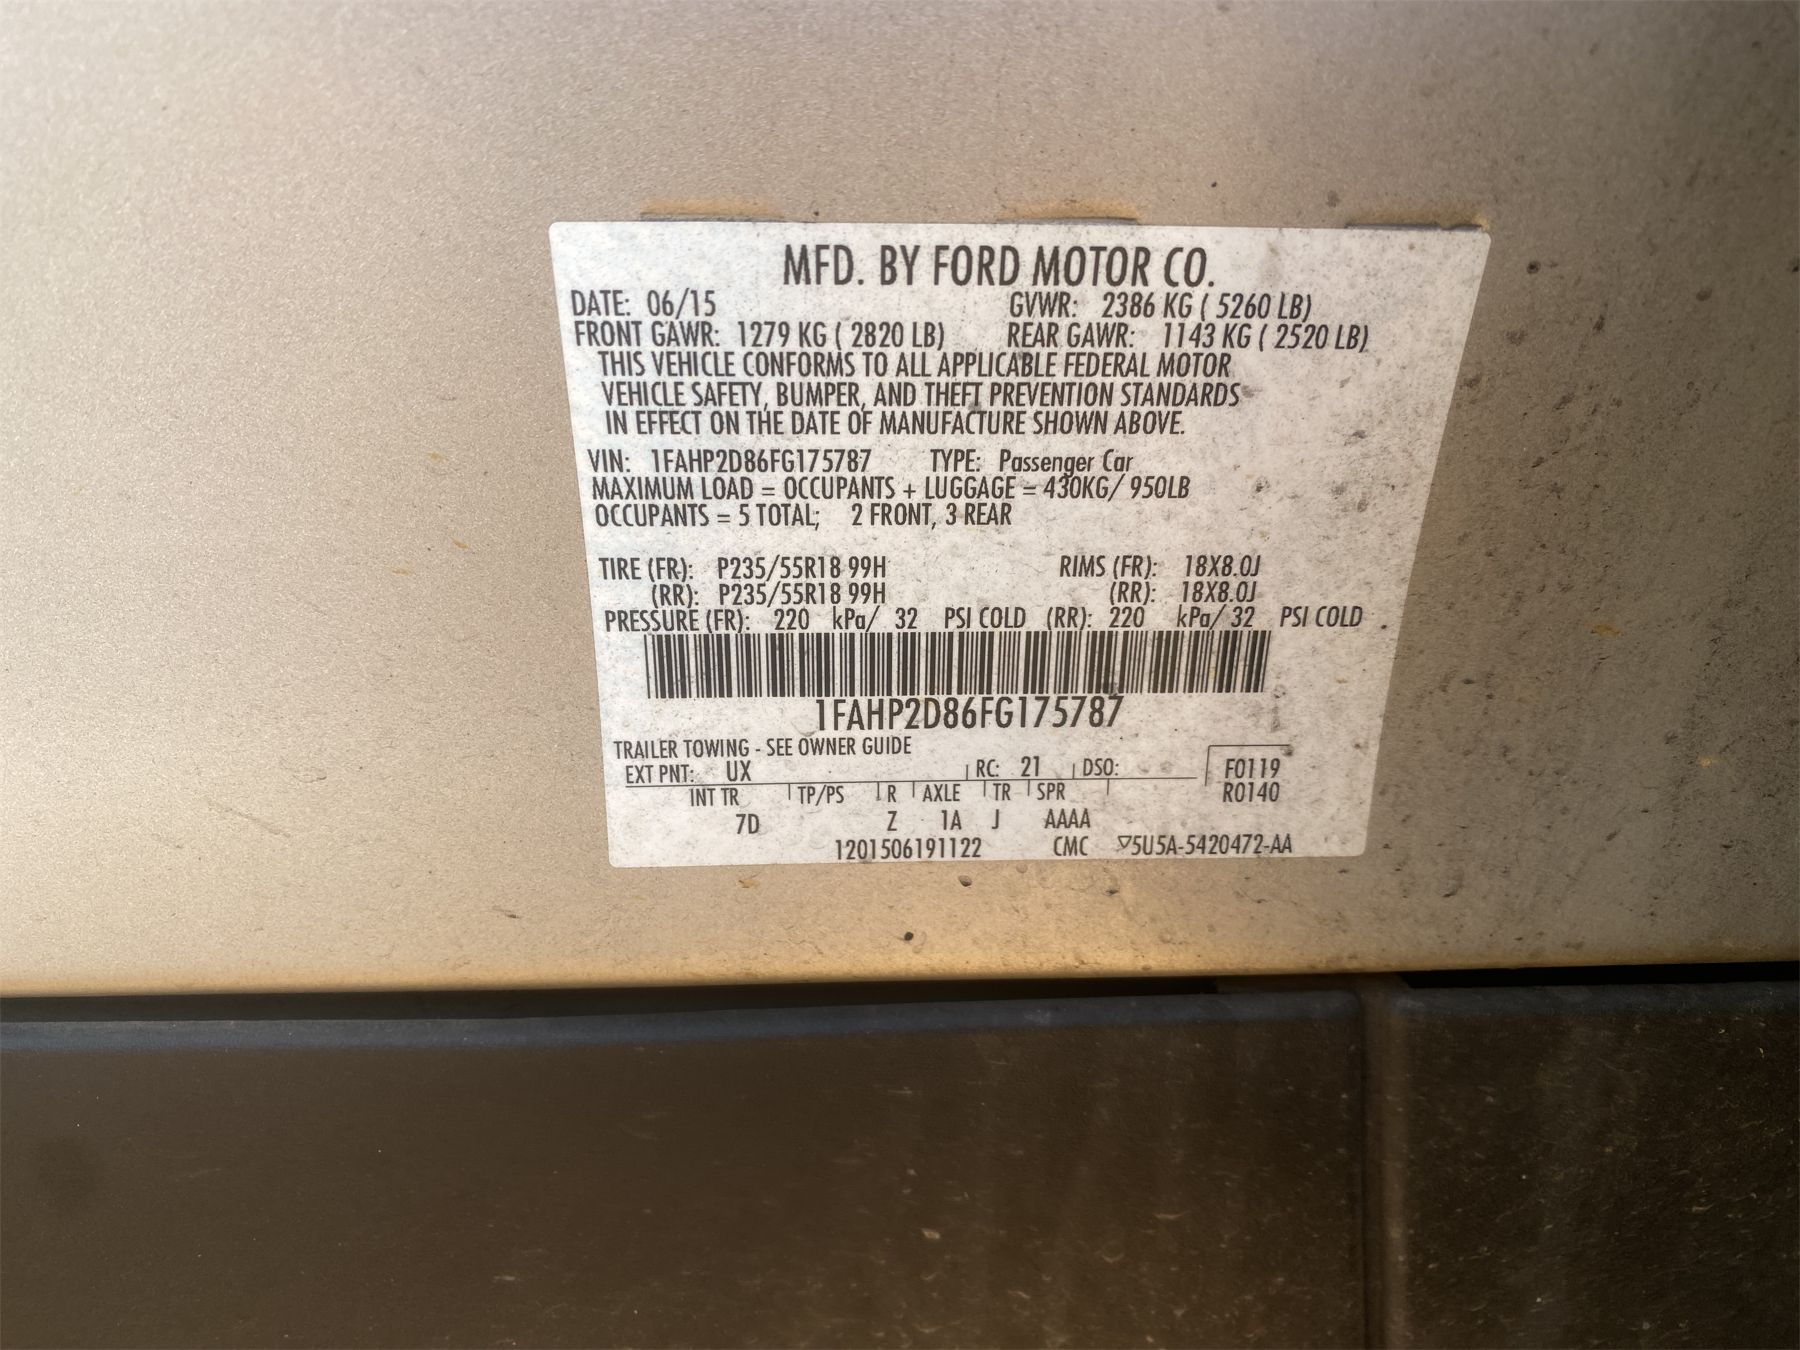 MFD. BY FORD MOTOR CO.
DATE: 06/15 GVWR: 2386 KG ( 5260 LB)
FRONT GAWR: 1279 KG ( 2820 LB) REAR GAWR: 1143 KG ( 2520 LB)
THIS VEHICLE CONFORMS TO ALL APPLICABLE FEDERAL MOTOR
VEHICLE SAFETY, BUMPER, AND THEFT PREVENTION STANDARDS
IN EFFECT ON THE DATE OF MANUFACTURE SHOWN ABOVE.
VIN: 1FAHP2D86FG175787 TYPE: Passenger Car
MAXIMUM LOAD = OCCUPANTS + LUGGAGE = 430KG/ 950LB
OCCUPANTS = 5 TOTAL; 2 FRONT, 3 REAR
TIRE (FR): P235/55R18 99H RIMS (FR): 18X8.0J
(RR): P235/55R18 99H (RR): 18X8.0J
PRESSURE (FR): 220 kPa/ 32 PSI COLD (RR): 220 kPa/ 32 PSI COLD
1FAHP2D86FG175787
TRAILER TOWING - SEE OWNER GUIDE
EXT PNT: UX RC: 21 DSO: F0119
INT TR TP/PS R AXLE TR SPR R0140
7D Z 1A J AAAA
1201506191122 CMC ▽5U5A-5420472-AA